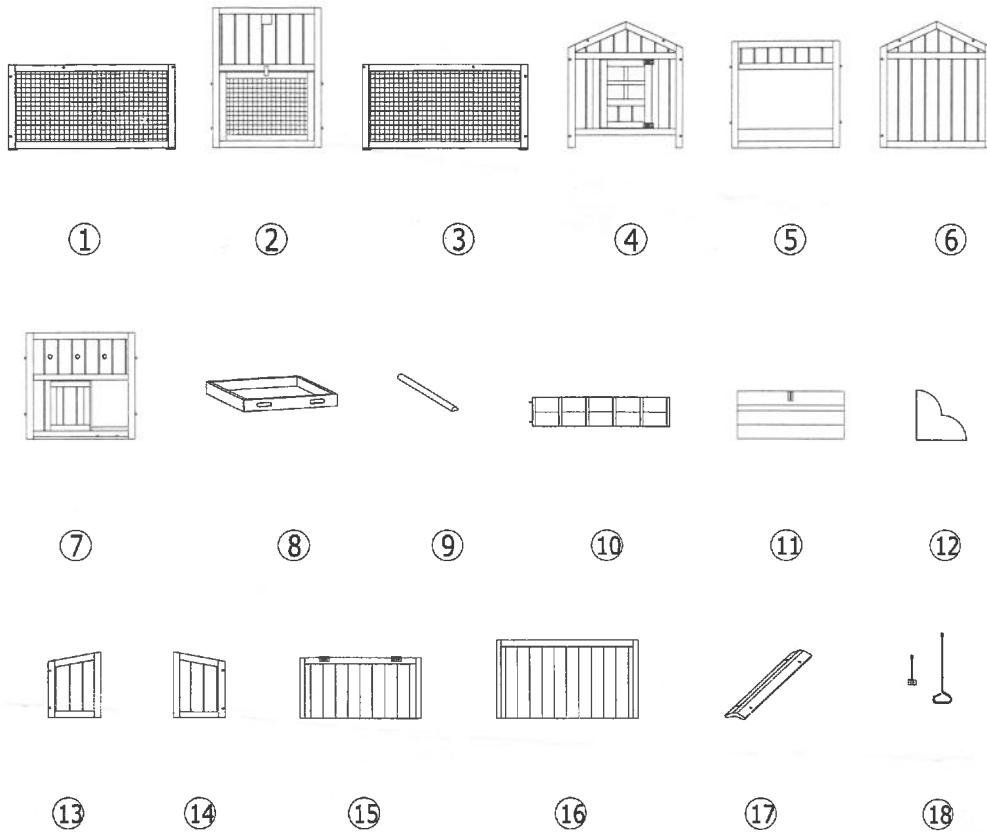 ① ② ③ ④ ⑤ ⑥
⑦ ⑧ ⑨ ⑩ ⑪ ⑫
⑬ ⑭ ⑮ ⑯ ⑰ ⑱